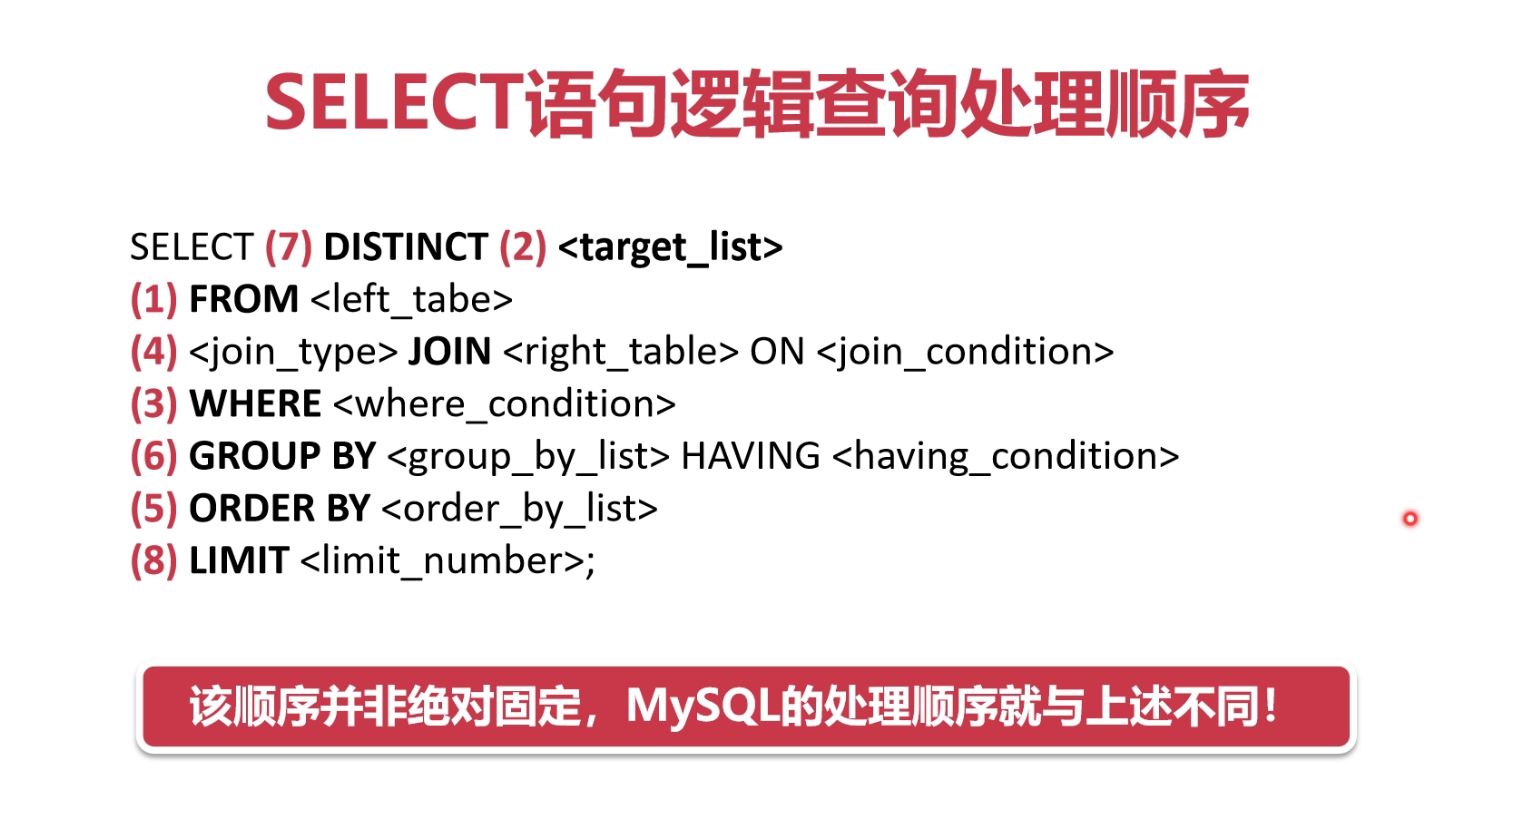 SELECT语句逻辑查询处理顺序
SELECT (7) DISTINCT (2) <target_list>
(1) FROM <left_tabe>
(4) <join_type> JOIN <right_table> ON <join_condition>
(3) WHERE <where_condition>
(6) GROUP BY <group_by_list> HAVING <having_condition>
(5) ORDER BY <order_by_list>
(8) LIMIT <limit_number>;
该顺序并非绝对固定，MySQL的处理顺序就与上述不同！